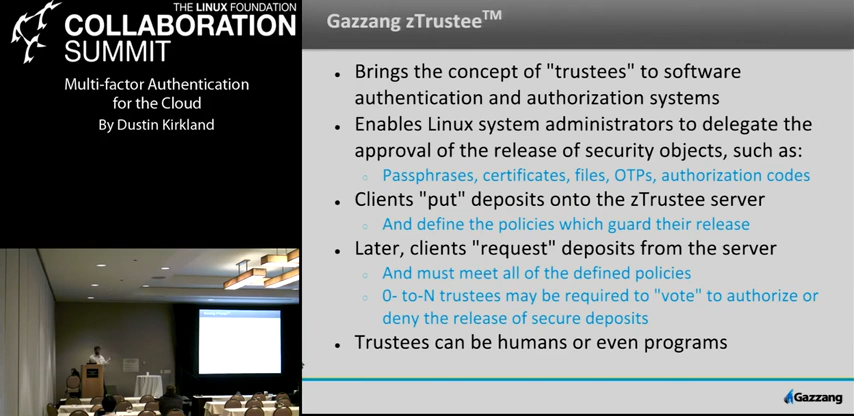 THE LINUX FOUNDATION
COLLABORATION
SUMMIT
Multi-factor Authentication
for the Cloud
By Dustin Kirkland
Gazzang zTrustee™
• Brings the concept of "trustees" to software
authentication and authorization systems
• Enables Linux system administrators to delegate the
approval of the release of security objects, such as:
○ Passphrases, certificates, files, OTPs, authorization codes
• Clients "put" deposits onto the zTrustee server
○ And define the policies which guard their release
• Later, clients "request" deposits from the server
○ And must meet all of the defined policies
○ 0- to-N trustees may be required to "vote" to authorize or
deny the release of secure deposits
• Trustees can be humans or even programs
Gazzang